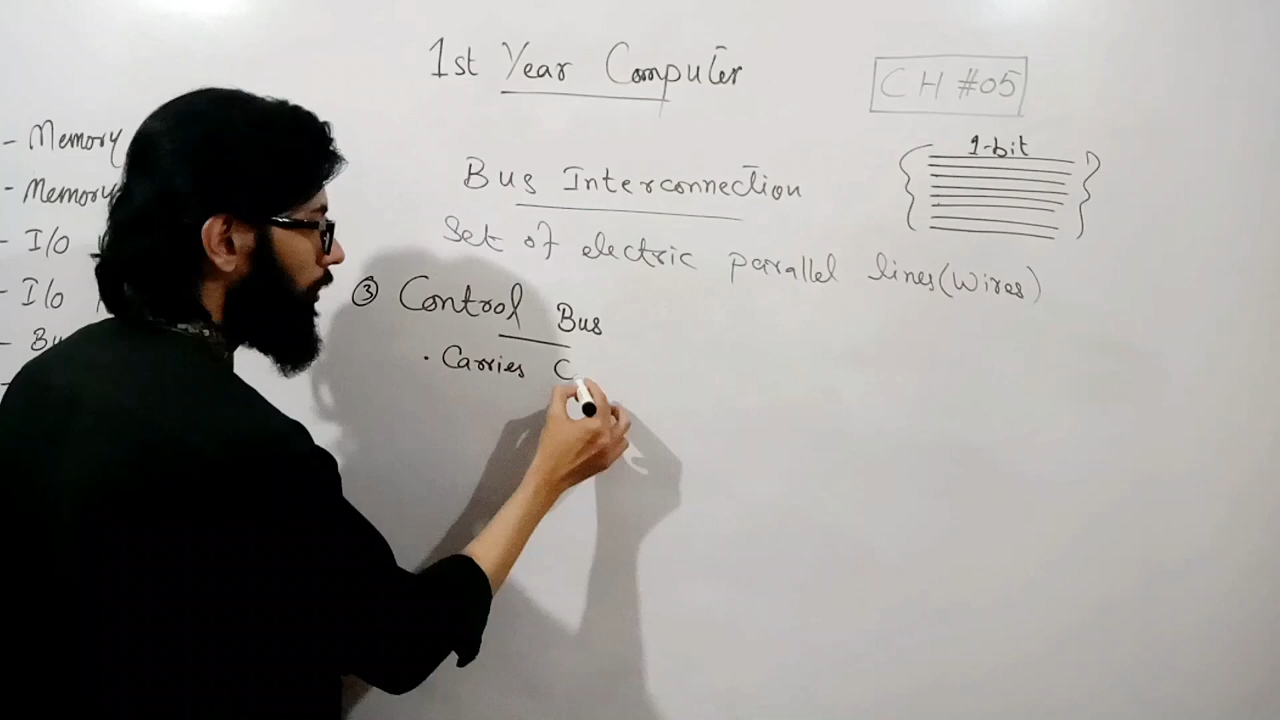 1st Year Computer
CH #05
- Memory
- Memory
- I/O
- I/O
1-bit
Bus Interconnection
Set of electric parallel lines (Wires)
③ Control Bus
· Carries C